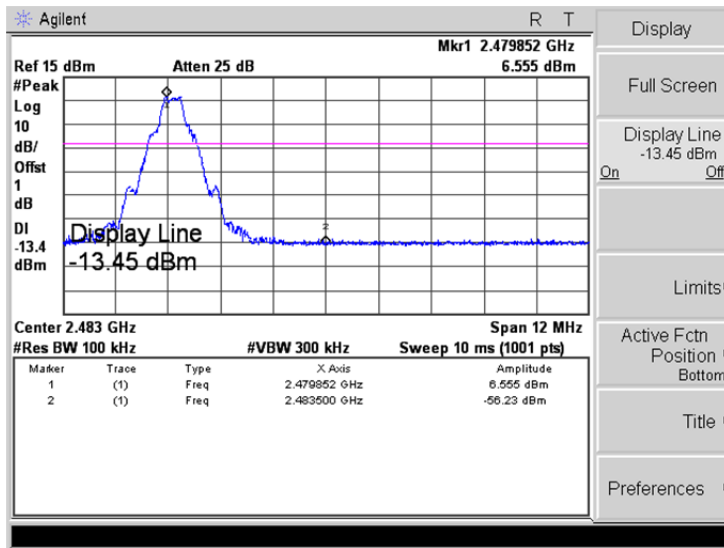 Agilent R T
Mkr1 2.479852 GHz
Ref 15 dBm Atten 25 dB 6.555 dBm
#Peak
Log
10
dB/
Offst
1
dB
DI
-13.4
dBm
1
2
Display Line
-13.45 dBm
Center 2.483 GHz Span 12 MHz
#Res BW 100 kHz #VBW 300 kHz Sweep 10 ms (1001 pts)
Marker Trace Type X Axis Amplitude
1 (1) Freq 2.479852 GHz 6.555 dBm
2 (1) Freq 2.483500 GHz -56.23 dBm
Display
Full Screen
Display Line
-13.45 dBm
On Off
Limits
Active Fctn
Position
Bottom
Title
Preferences